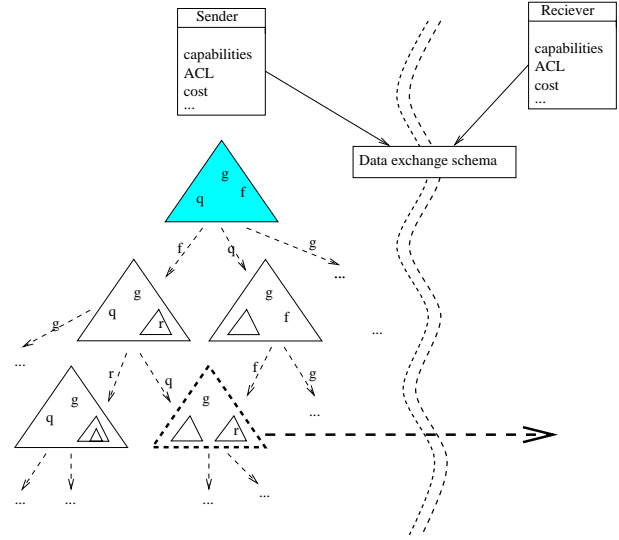 Sender
capabilities
ACL
cost
...
Reciever
capabilities
ACL
cost
...
Data exchange schema
g
q f
f q g
...
g
q r
g
f
...
g
...
r q f g
...
g
q
g
r
... ... ... ...